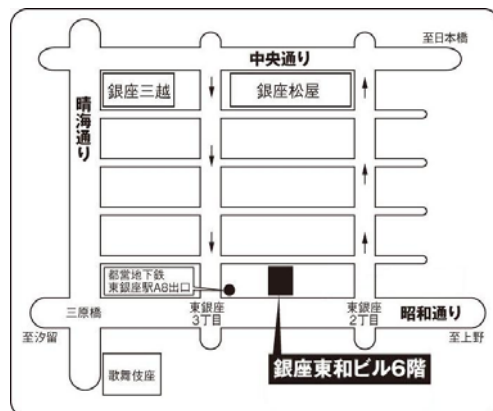 至日本橋
中央通り
銀座三越
銀座松屋
晴海通り
都営地下鉄
東銀座駅A8出口
三原橋
東銀座
3丁目
東銀座
2丁目
昭和通り
至汐留
至上野
銀座東和ビル6階
歌舞伎座